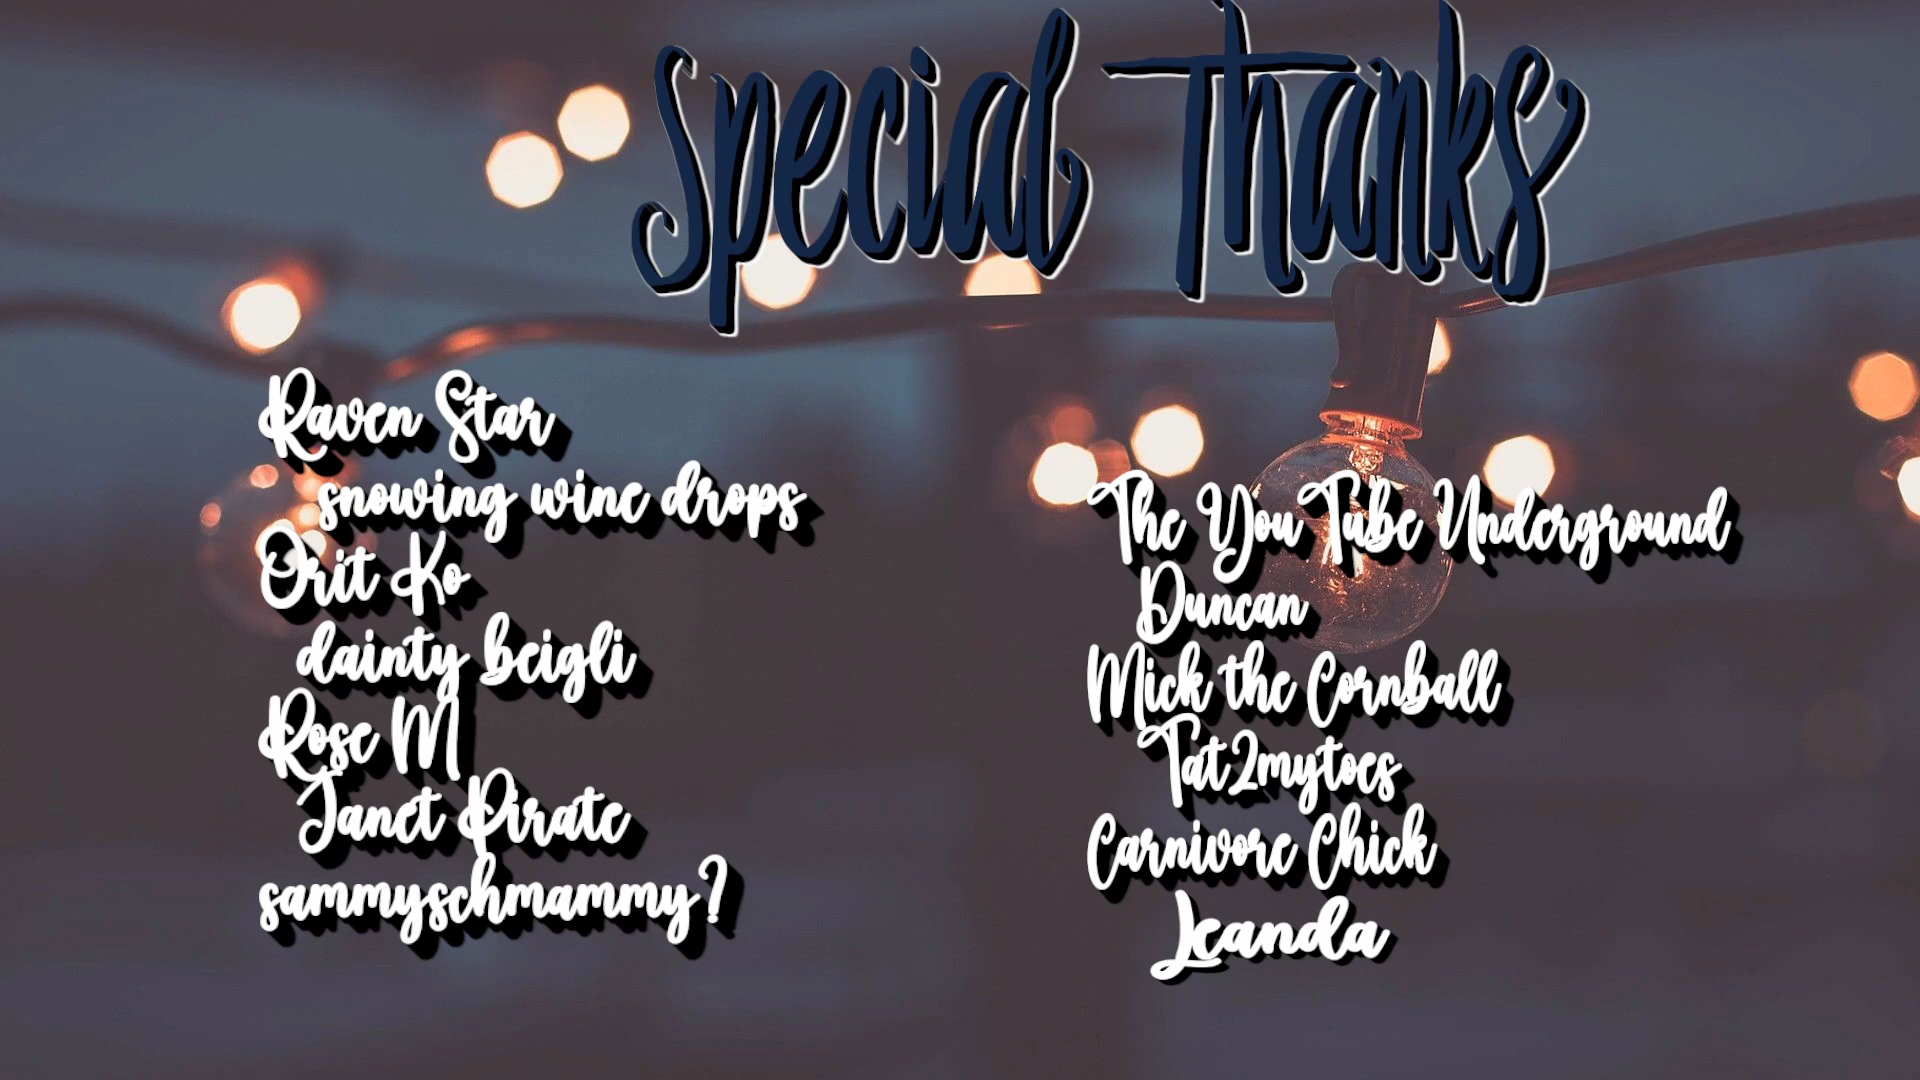 Special Thanks
Raven Star
snowing wine drops
Orit Ko
dainty beigli
Rose M
Janet Pirate
sammyschmammy?
The You Tube Underground
Duncan
Mick the Cornball
Tat2mytoes
Carnivore Chick
Leanda